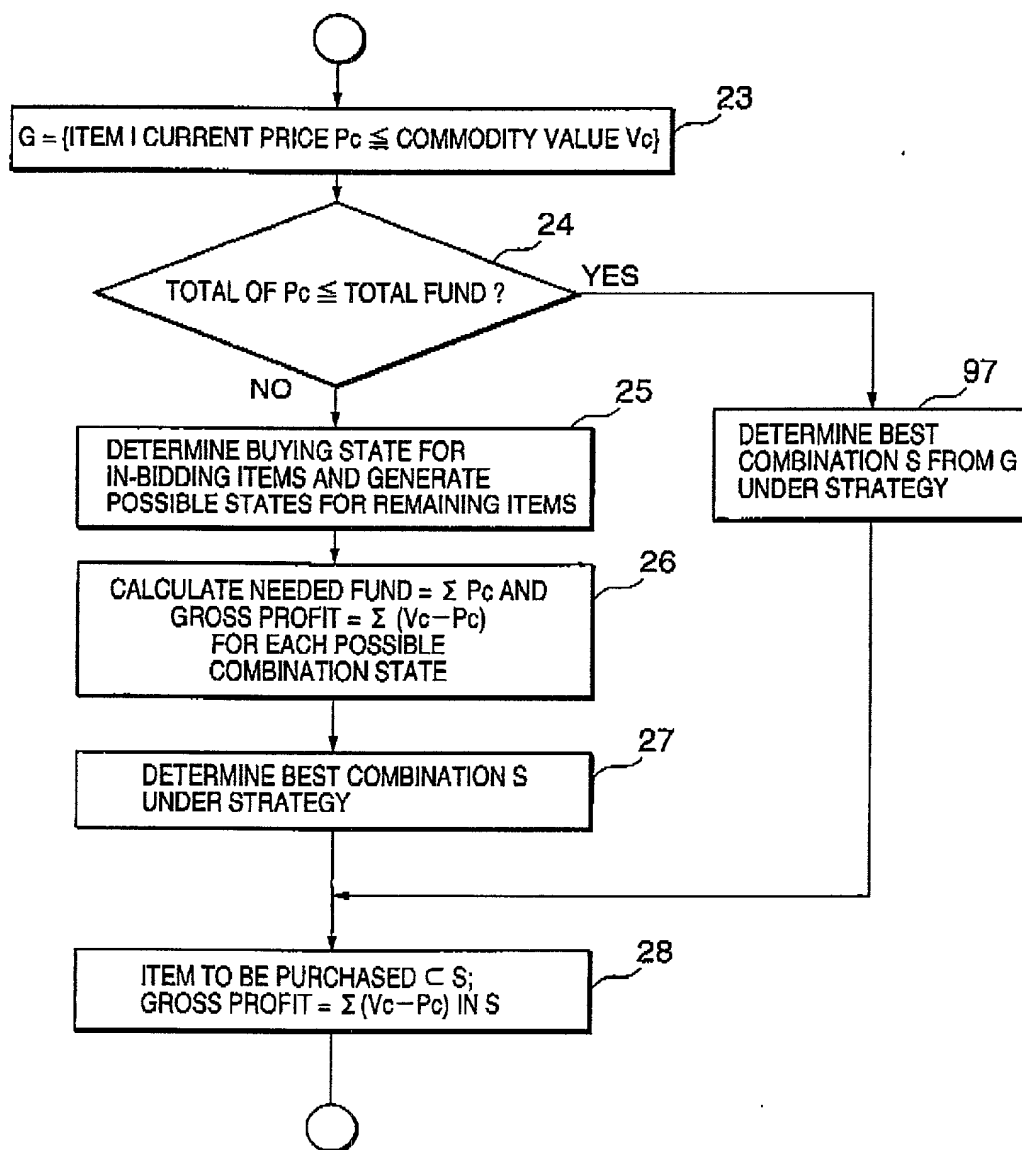 23
G = {ITEM I CURRENT PRICE Pc ≦ COMMODITY VALUE Vc}
24
TOTAL OF Pc ≦ TOTAL FUND ?
YES
NO
25
DETERMINE BUYING STATE FOR
IN-BIDDING ITEMS AND GENERATE
POSSIBLE STATES FOR REMAINING ITEMS
97
DETERMINE BEST
COMBINATION S FROM G
UNDER STRATEGY
26
CALCULATE NEEDED FUND = Σ Pc AND
GROSS PROFIT = Σ (Vc−Pc)
FOR EACH POSSIBLE
COMBINATION STATE
27
DETERMINE BEST COMBINATION S
UNDER STRATEGY
28
ITEM TO BE PURCHASED ⊂ S;
GROSS PROFIT = Σ (Vc−Pc) IN S